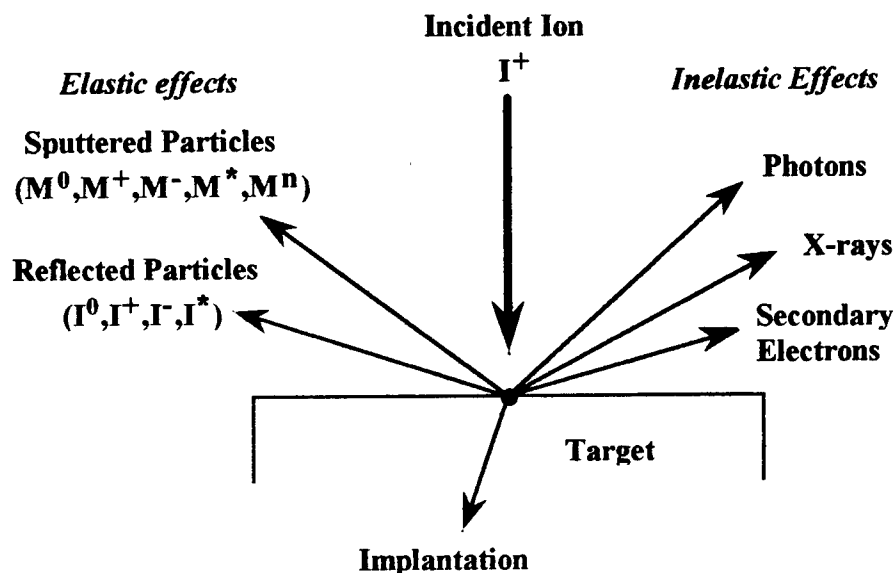 Incident Ion
I⁺
Elastic effects
Sputtered Particles
(M⁰,M⁺,M⁻,M*,Mⁿ)
Reflected Particles
(I⁰,I⁺,I⁻,I*)
Inelastic Effects
Photons
X-rays
Secondary
Electrons
Target
Implantation